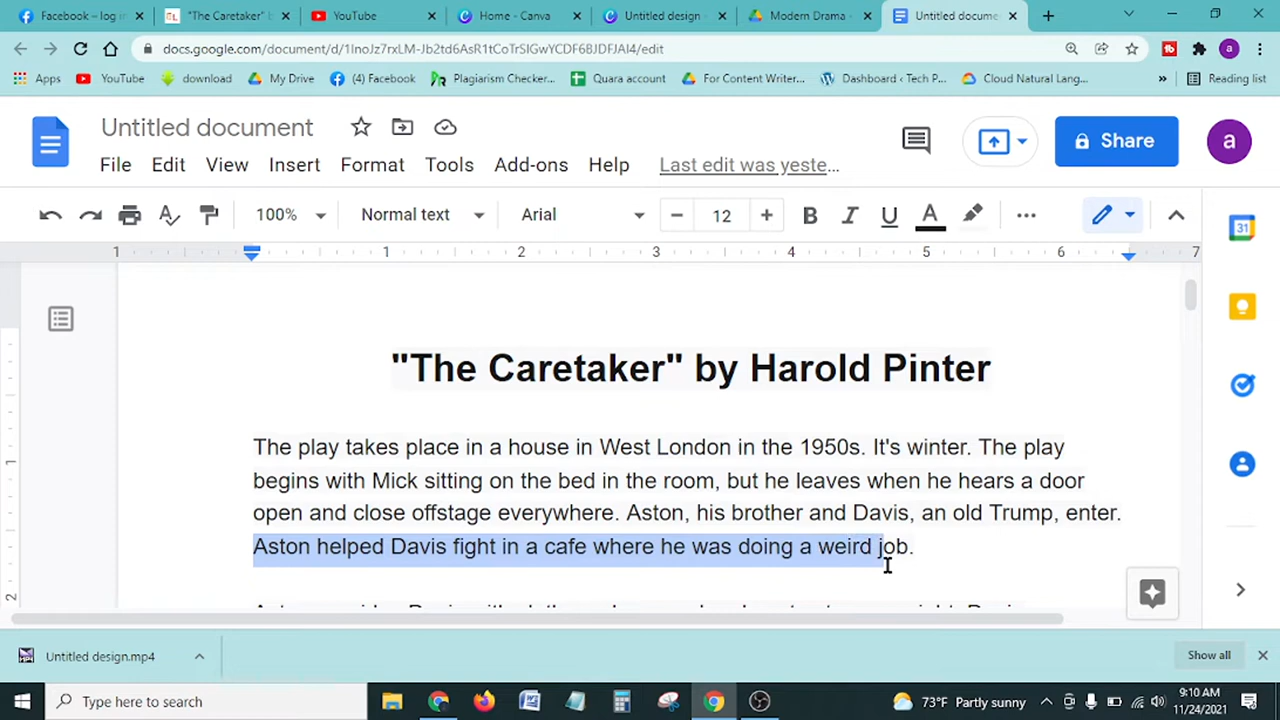 Facebook – log in
"The Caretaker" b
YouTube
Home - Canva
Untitled design
Modern Drama
Untitled docume
docs.google.com/document/d/1InoJz7rxLM-Jb2td6AsR1tCoTrSIGwYCDF68JDFJAI4/edit
Apps
YouTube
download
My Drive
(4) Facebook
Plagiarism Checker...
Quara account
For Content Writer...
Dashboard ‹ Tech P...
Cloud Natural Lang...
»
Reading list
Untitled document
Share
a
File Edit View Insert Format Tools Add-ons Help Last edit was yeste...
100% Normal text Arial 12 B I U A
1 1 2 3 4 5 6 7
"The Caretaker" by Harold Pinter
The play takes place in a house in West London in the 1950s. It's winter. The play
begins with Mick sitting on the bed in the room, but he leaves when he hears a door
open and close offstage everywhere. Aston, his brother and Davis, an old Trump, enter.
Aston helped Davis fight in a cafe where he was doing a weird job.
Untitled design.mp4
Show all
Type here to search
73°F Partly sunny
9:10 AM
11/24/2021